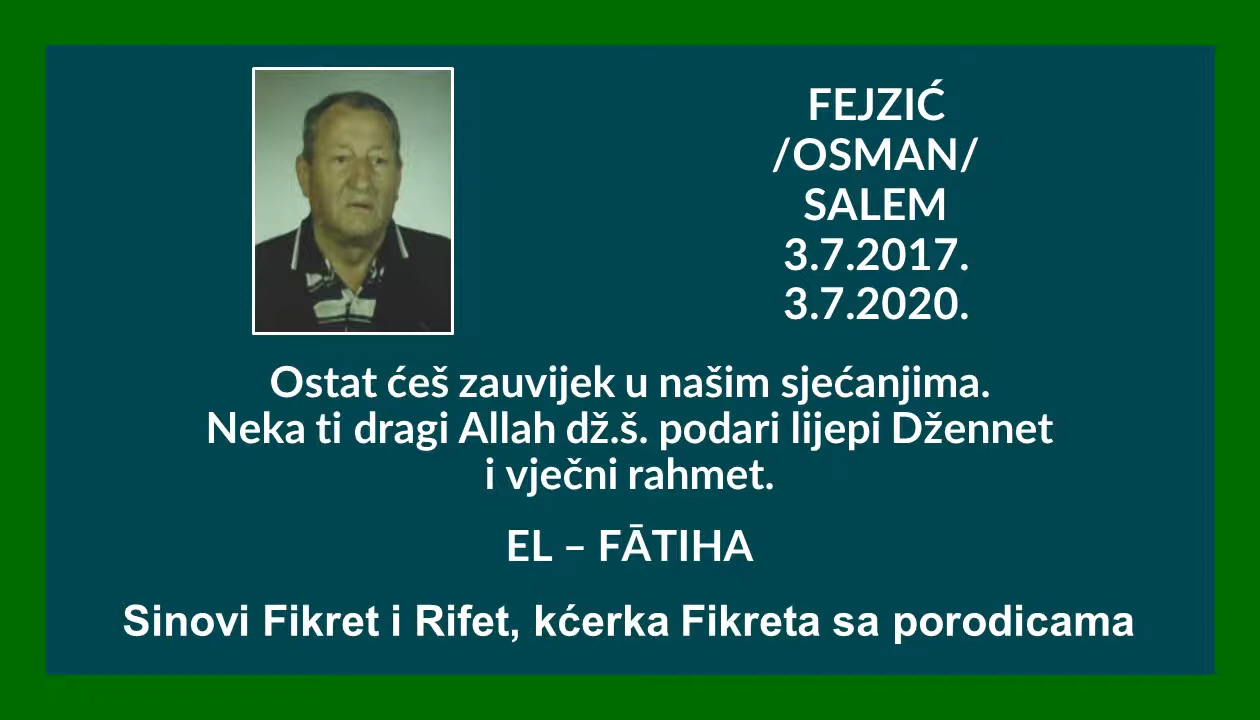 FEJZIĆ
/OSMAN/
SALEM
3.7.2017.
3.7.2020.
Ostat ćeš zauvijek u našim sjećanjima.
Neka ti dragi Allah dž.š. podari lijepi Džennet
i vječni rahmet.
EL – FĀTIHA
Sinovi Fikret i Rifet, kćerka Fikreta sa porodicama